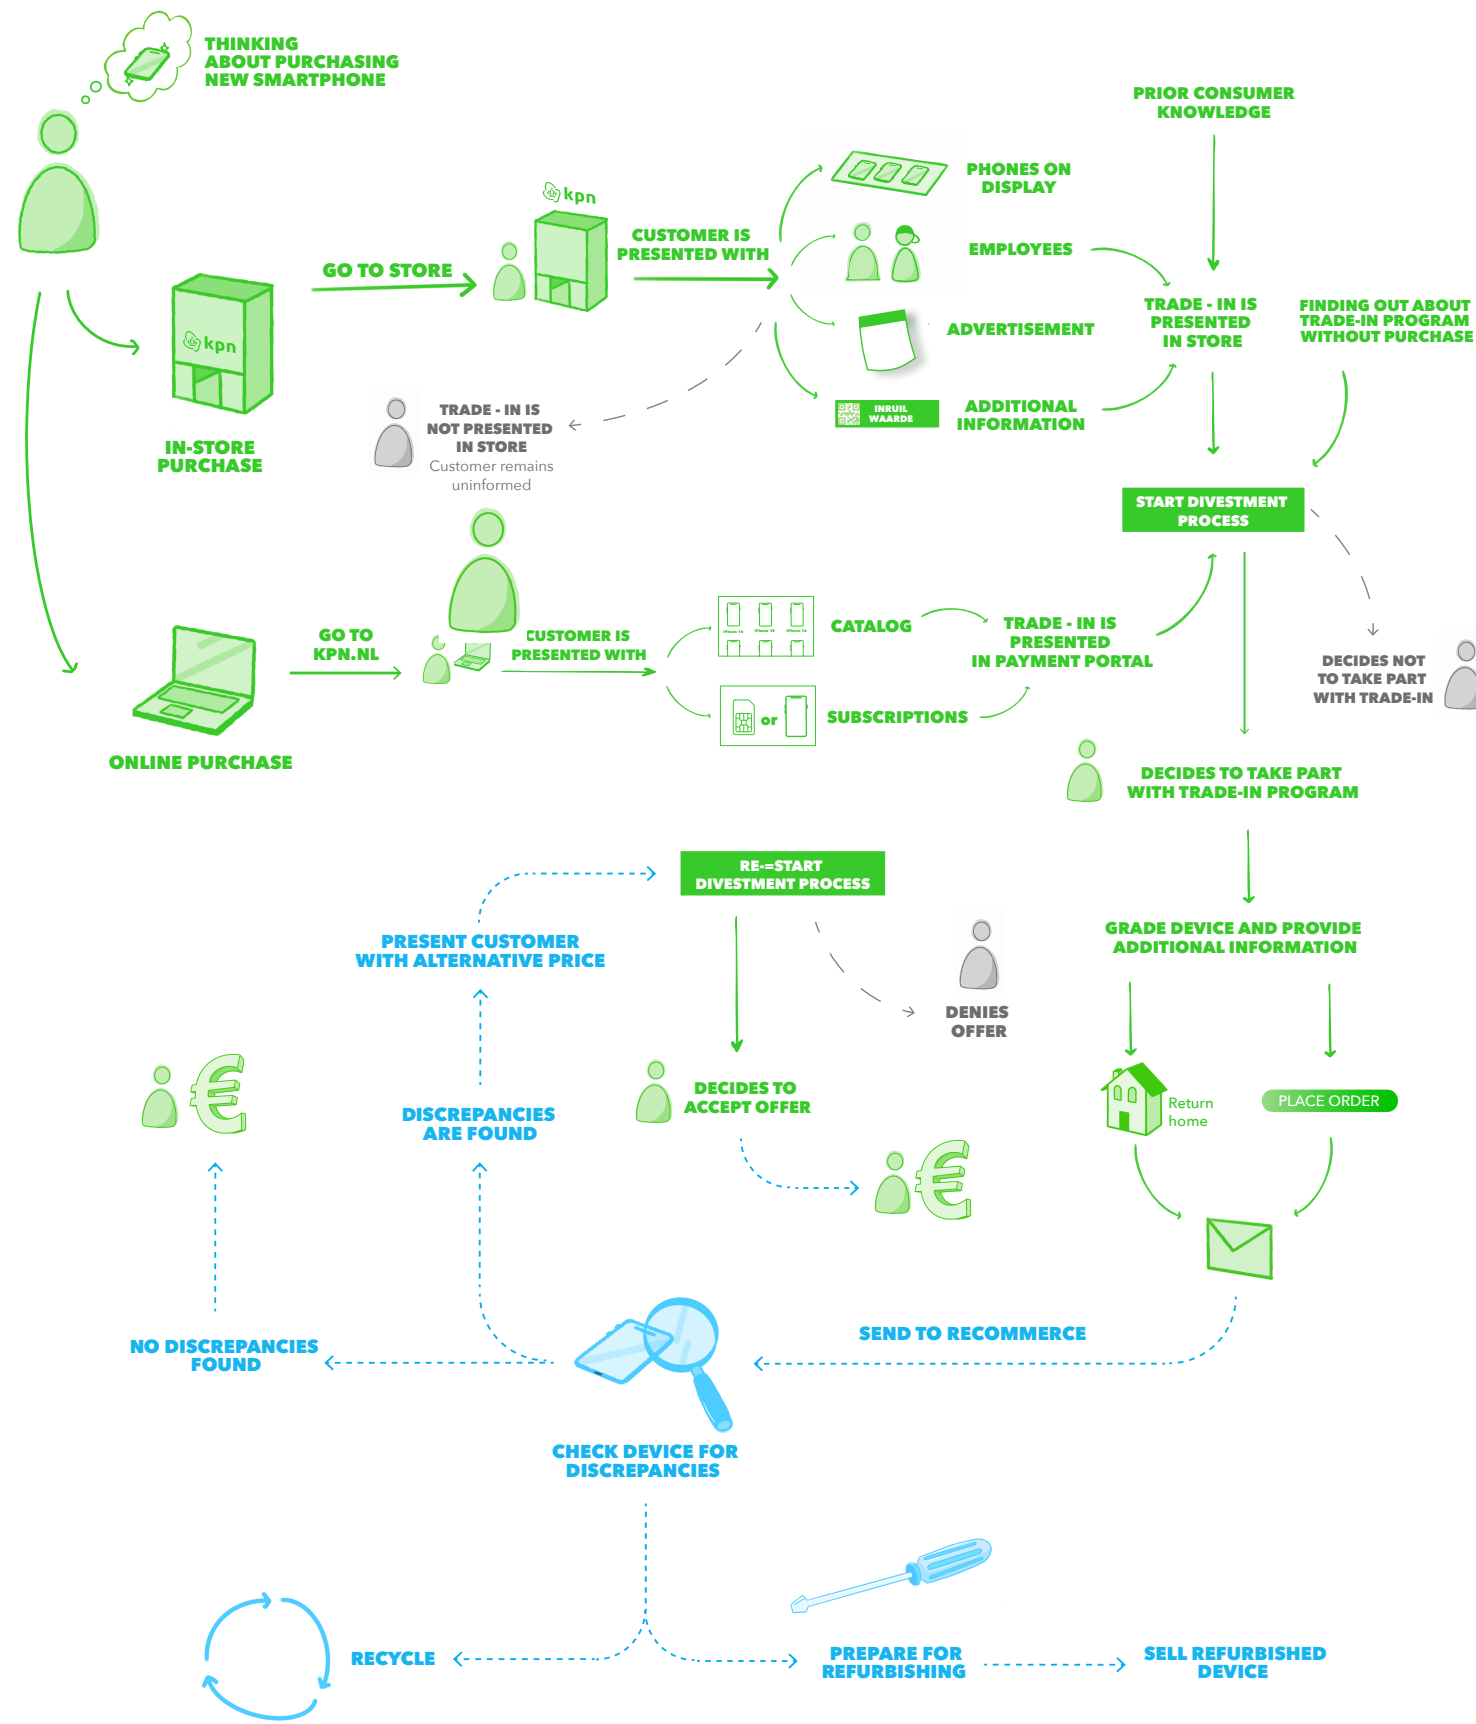 THINKING
ABOUT PURCHASING
NEW SMARTPHONE
PRIOR CONSUMER
KNOWLEDGE
PHONES ON
DISPLAY
kpn
CUSTOMER IS
PRESENTED WITH
EMPLOYEES
GO TO STORE
TRADE - IN IS
PRESENTED
IN STORE
FINDING OUT ABOUT
TRADE-IN PROGRAM
WITHOUT PURCHASE
ADVERTISEMENT
kpn
INRUIL
WAARDE
ADDITIONAL
INFORMATION
TRADE - IN IS
NOT PRESENTED
IN STORE
Customer remains
uninformed
IN-STORE
PURCHASE
START DIVESTMENT
PROCESS
GO TO
KPN.NL
CUSTOMER IS
PRESENTED WITH
CATALOG
TRADE - IN IS
PRESENTED
IN PAYMENT PORTAL
DECIDES NOT
TO TAKE PART
WITH TRADE-IN
or
SUBSCRIPTIONS
ONLINE PURCHASE
DECIDES TO TAKE PART
WITH TRADE-IN PROGRAM
RE-=START
DIVESTMENT PROCESS
PRESENT CUSTOMER
WITH ALTERNATIVE PRICE
GRADE DEVICE AND PROVIDE
ADDITIONAL INFORMATION
DENIES
OFFER
DECIDES TO
ACCEPT OFFER
DISCREPANCIES
ARE FOUND
Return
home
PLACE ORDER
NO DISCREPANCIES
FOUND
SEND TO RECOMMERCE
CHECK DEVICE FOR
DISCREPANCIES
RECYCLE
PREPARE FOR
REFURBISHING
SELL REFURBISHED
DEVICE